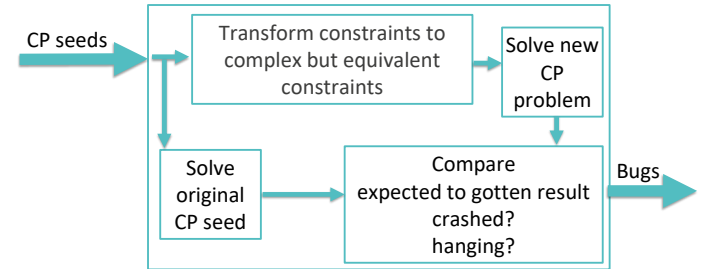 CP seeds
Transform constraints to
complex but equivalent
constraints
Solve new
CP
problem
Solve
original
CP seed
Compare
expected to gotten result
crashed?
hanging?
Bugs